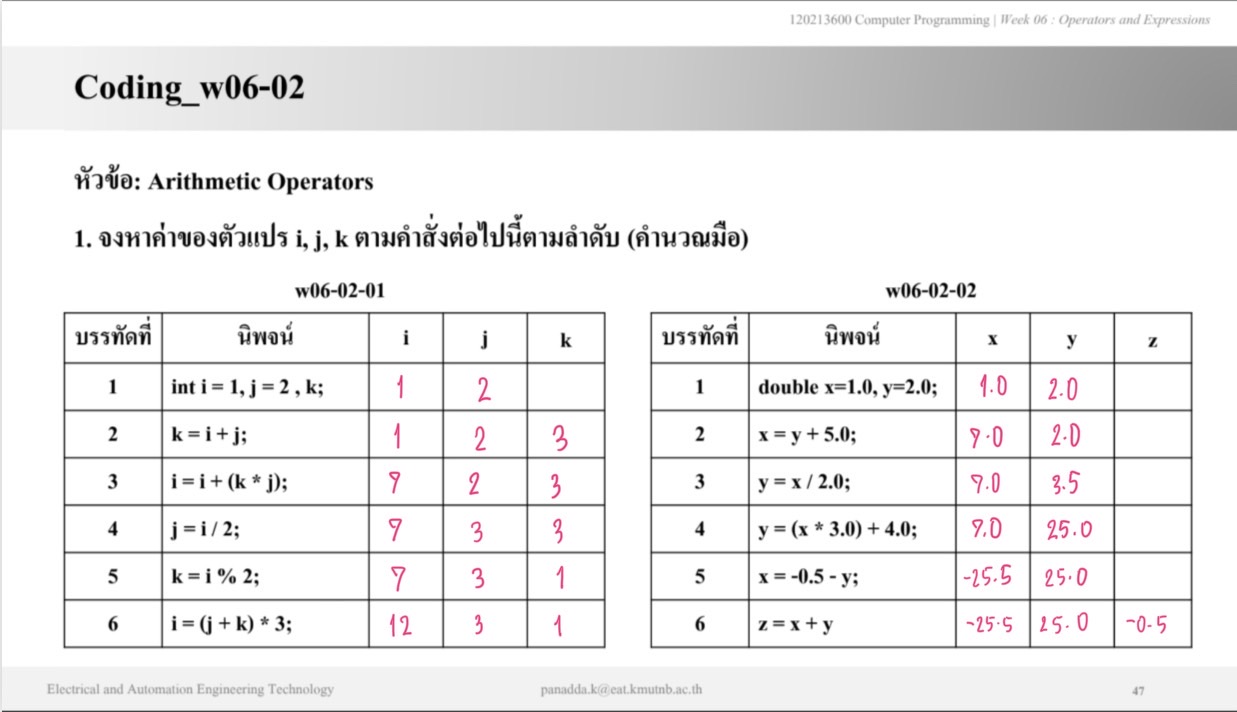 120213600 Computer Programming | Week 06 : Operators and Expressions
Coding_w06-02
หัวข้อ: Arithmetic Operators
1. จงหาค่าของตัวแปร i, j, k ตามคำสั่งต่อไปนี้ตามลำดับ (คำนวณมือ)
w06-02-01
บรรทัดที่ นิพจน์ i j k
1 int i = 1, j = 2 , k; 1 2
2 k = i + j; 1 2 3
3 i = i + (k * j); 7 2 3
4 j = i / 2; 7 3 3
5 k = i % 2; 7 3 1
6 i = (j + k) * 3; 12 3 1
w06-02-02
บรรทัดที่ นิพจน์ x y z
1 double x=1.0, y=2.0; 1.0 2.0
2 x = y + 5.0; 7.0 2.0
3 y = x / 2.0; 7.0 3.5
4 y = (x * 3.0) + 4.0; 7.0 25.0
5 x = -0.5 - y; -25.5 25.0
6 z = x + y -25.5 25.0 -0.5
Electrical and Automation Engineering Technology panadda.k@eat.kmutnb.ac.th 47